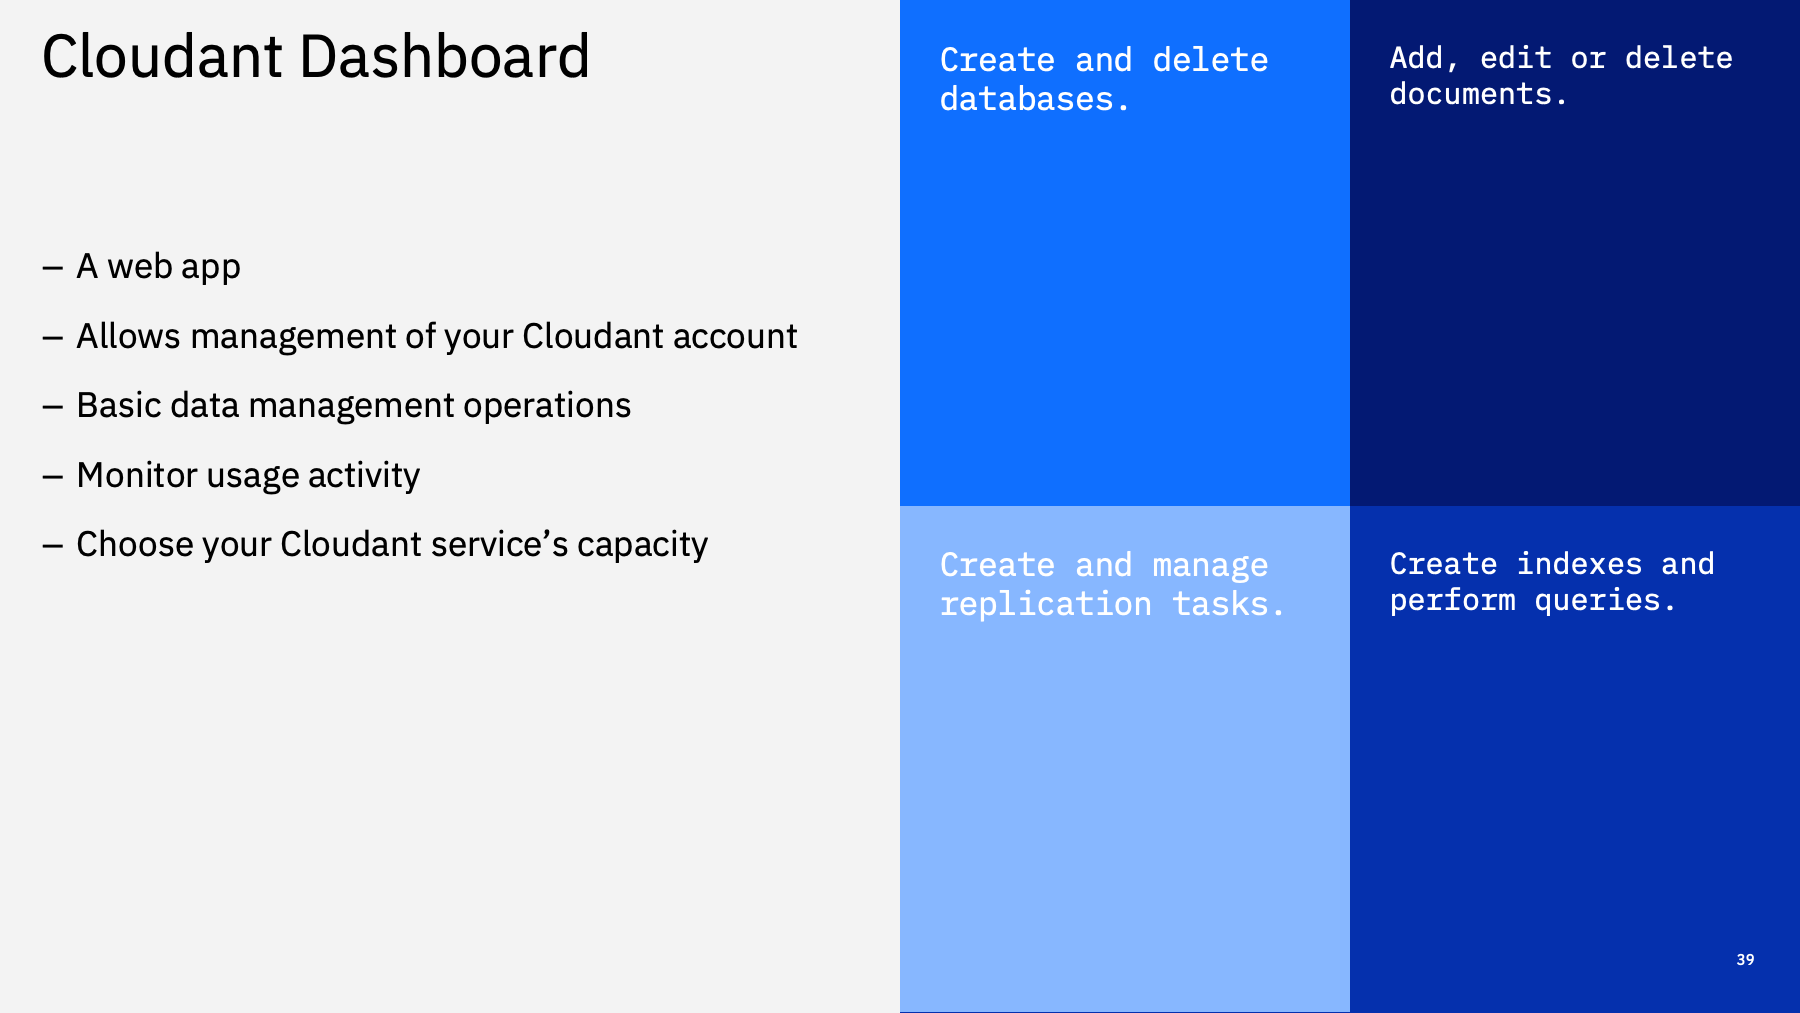 Cloudant Dashboard
– A web app
– Allows management of your Cloudant account
– Basic data management operations
– Monitor usage activity
– Choose your Cloudant service’s capacity
Create and delete
databases.
Add, edit or delete
documents.
Create and manage
replication tasks.
Create indexes and
perform queries.
39